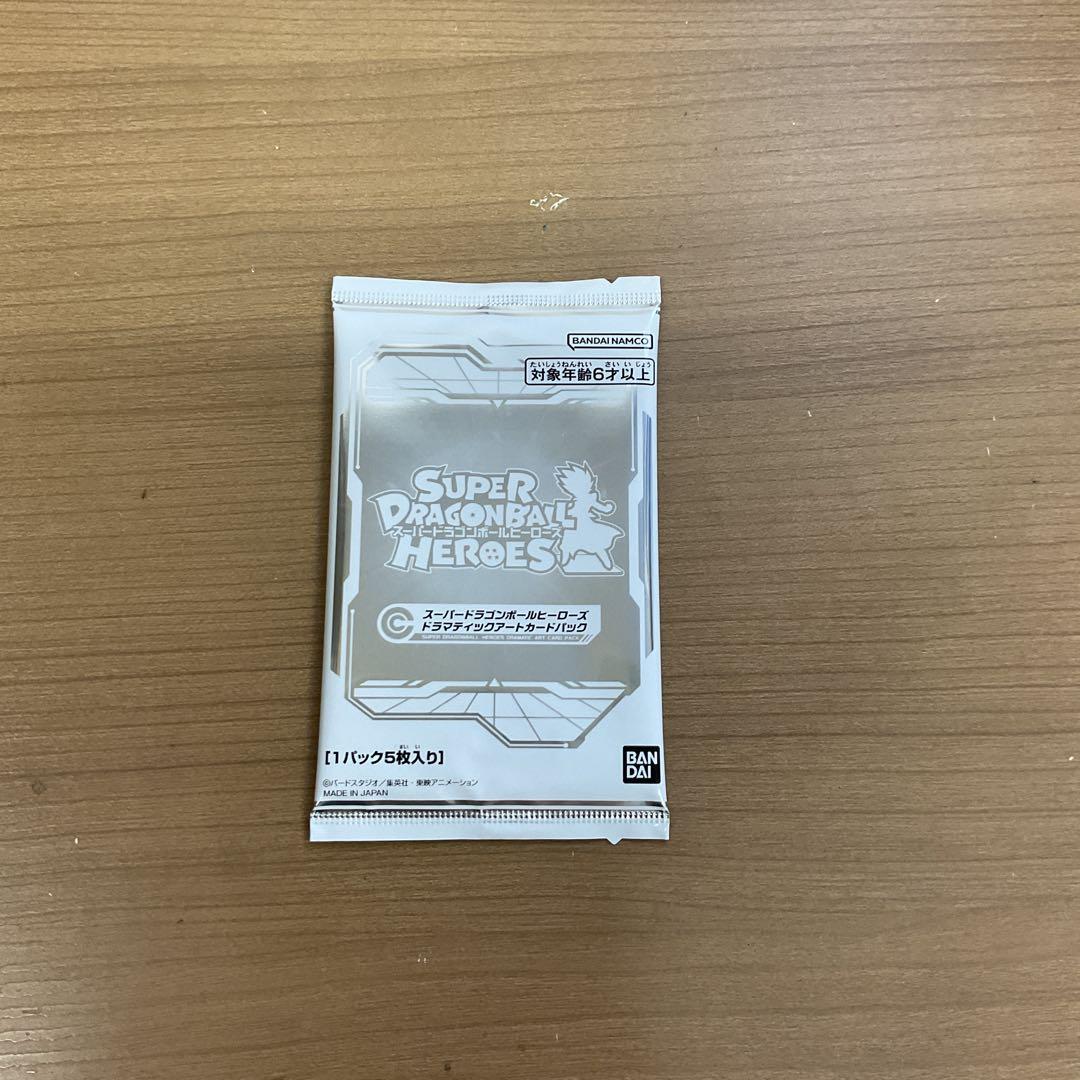 BANDAI NAMCO
たいしょうねんれい さい いじょう
対象年齢6才以上
SUPER
DRAGONBALL
スーパードラゴンボールヒーローズ
HEROES
スーパードラゴンボールヒーローズ
ドラマティックアートカードパック
SUPER DRAGONBALL HEROES DRAMATIC ART CARD PACK
まい い
[1パック5枚入り]
BAN
DAI
©バードスタジオ/集英社・東映アニメーション
MADE IN JAPAN